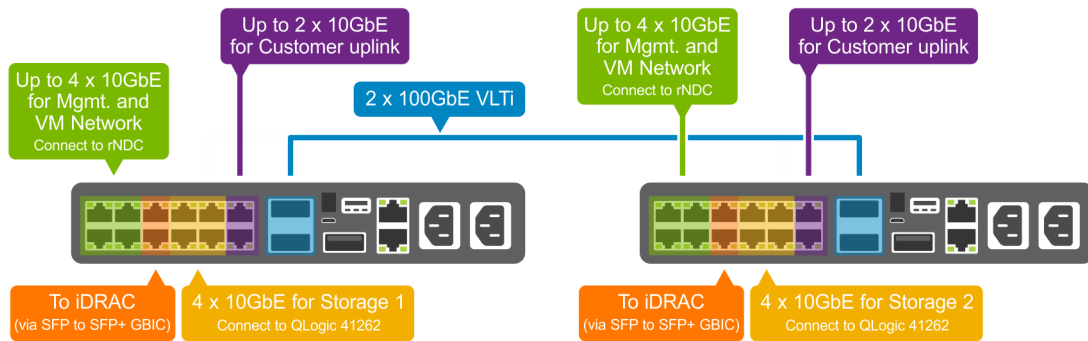 Up to 2 x 10GbE
for Customer uplink
Up to 4 x 10GbE
for Mgmt. and
VM Network
Connect to rNDC
Up to 2 x 10GbE
for Customer uplink
Up to 4 x 10GbE
for Mgmt. and
VM Network
Connect to rNDC
2 x 100GbE VLTi
To iDRAC
(via SFP to SFP+ GBIC)
4 x 10GbE for Storage 1
Connect to QLogic 41262
To iDRAC
(via SFP to SFP+ GBIC)
4 x 10GbE for Storage 2
Connect to QLogic 41262